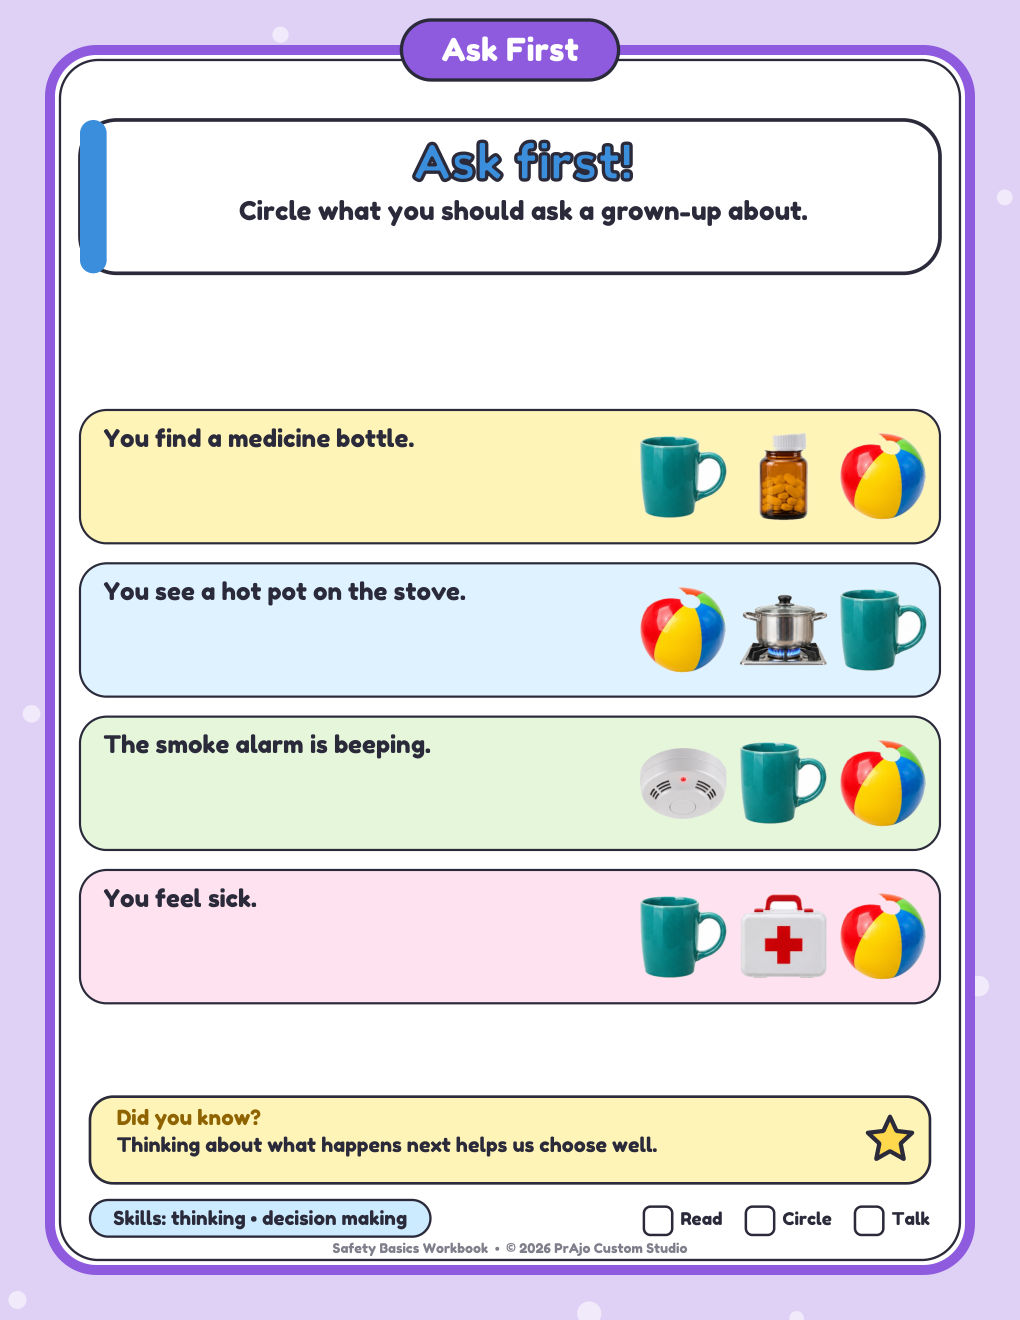 Ask First
Ask first!
Circle what you should ask a grown-up about.
You find a medicine bottle.
You see a hot pot on the stove.
The smoke alarm is beeping.
You feel sick.
Did you know?
Thinking about what happens next helps us choose well.
Skills: thinking • decision making
Read
Circle
Talk
Safety Basics Workbook • © 2026 PrAjo Custom Studio